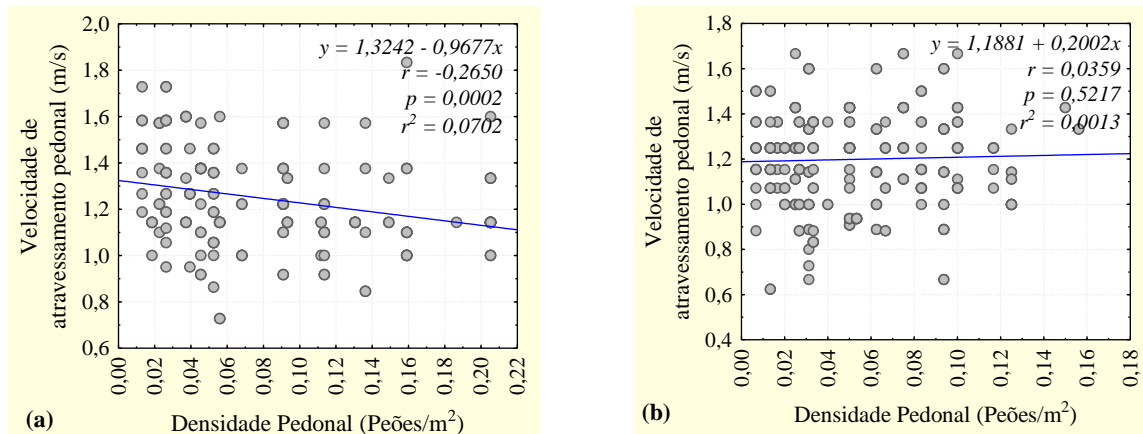 2,0
1,8
1,6
1,4
1,2
1,0
0,8
0,6
Velocidade de
atravessamento pedonal (m/s)
y = 1,3242 - 0,9677x
r = -0,2650
p = 0,0002
r² = 0,0702
0,00 0,02 0,04 0,06 0,08 0,10 0,12 0,14 0,16 0,18 0,20 0,22
(a)
Densidade Pedonal (Peões/m²)
1,8
1,6
1,4
1,2
1,0
0,8
0,6
0,4
Velocidade de
atravessamento pedonal (m/s)
y = 1,1881 + 0,2002x
r = 0,0359
p = 0,5217
r² = 0,0013
0,00 0,02 0,04 0,06 0,08 0,10 0,12 0,14 0,16 0,18
(b)
Densidade Pedonal (Peões/m²)